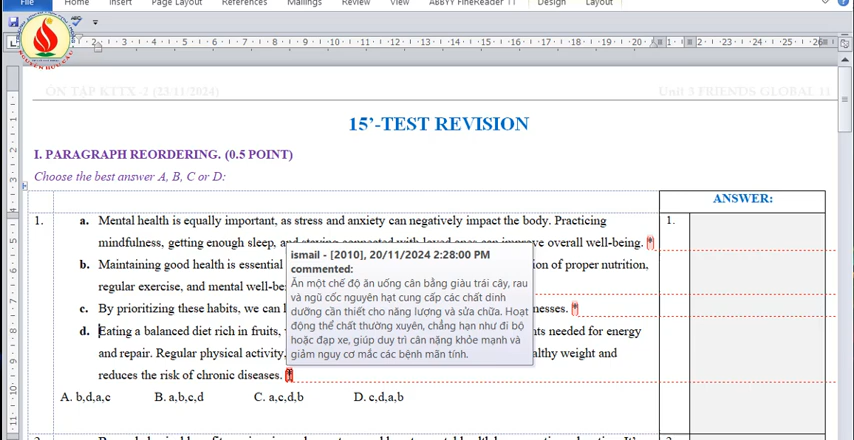 File Home Insert Page Layout References Mailings Review View ABBYY FineReader 11 Design Layout
ÔN TẬP KTTX -2 (23/11/2024) Unit 3 FRIENDS GLOBAL 11
15’-TEST REVISION
I. PARAGRAPH REORDERING. (0.5 POINT)
Choose the best answer A, B, C or D:
ANSWER:
1. a. Mental health is equally important, as stress and anxiety can negatively impact the body. Practicing 1.
mindfulness, getting enough sleep, and staying connected with loved ones can improve overall well-being.
b. Maintaining good health is essential ion of proper nutrition,
regular exercise, and mental well-be
c. By prioritizing these habits, we can l nesses.
d. Eating a balanced diet rich in fruits, nts needed for energy
and repair. Regular physical activity, althy weight and
reduces the risk of chronic diseases.
ismail - [2010], 20/11/2024 2:28:00 PM
commented:
Ăn một chế độ ăn uống cân bằng giàu trái cây, rau
và ngũ cốc nguyên hạt cung cấp các chất dinh
dưỡng cần thiết cho năng lượng và sửa chữa. Hoạt
động thể chất thường xuyên, chẳng hạn như đi bộ
hoặc đạp xe, giúp duy trì cân nặng khỏe mạnh và
giảm nguy cơ mắc các bệnh mãn tính.
A. b,d,a,c B. a,b,c,d C. a,c,d,b D. c,d,a,b